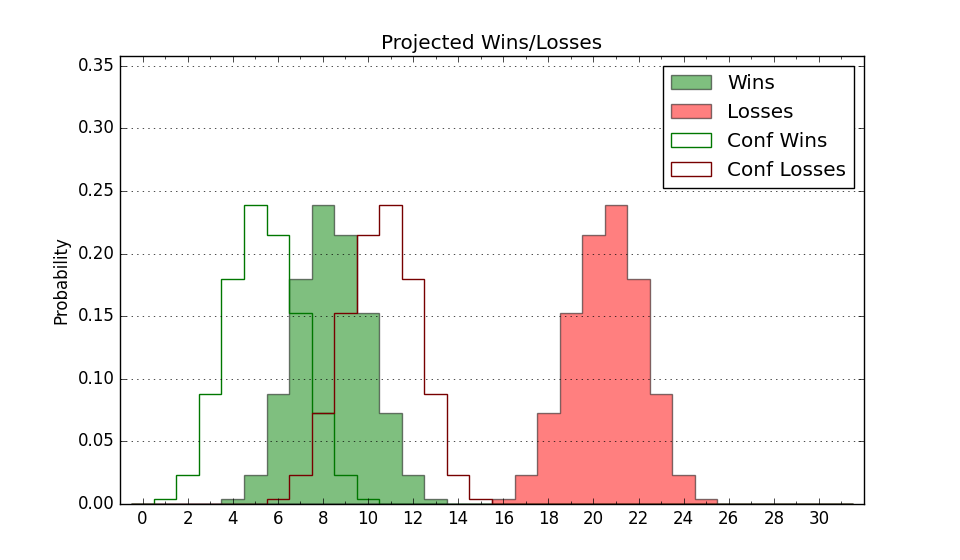 Projected Wins/Losses
0.35
0.30
0.25
0.20
0.15
0.10
0.05
0.00
Probability
Wins
Losses
Conf Wins
Conf Losses
0 2 4 6 8 10 12 14 16 18 20 22 24 26 28 30